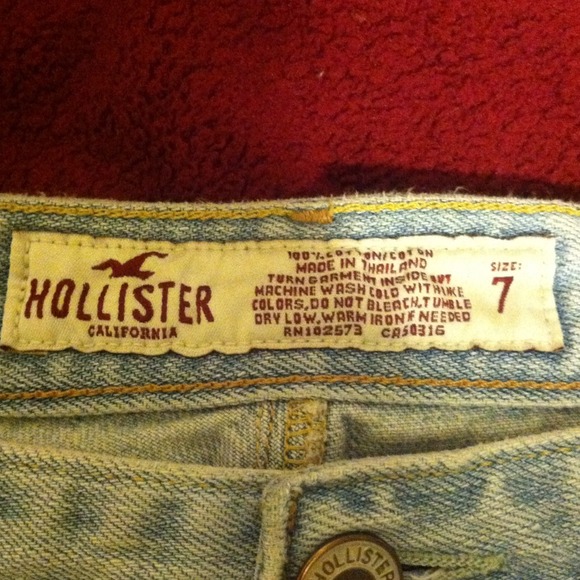 HOLLISTER
CALIFORNIA
100% COTTON/COTON
MADE IN THAILAND
TURN GARMENT INSIDE OUT
MACHINE WASH COLD WITH LIKE
COLORS, DO NOT BLEACH, TUMBLE
DRY LOW, WARM IRON IF NEEDED
RN102573 CA50316
SIZE:
7
HOLLISTER